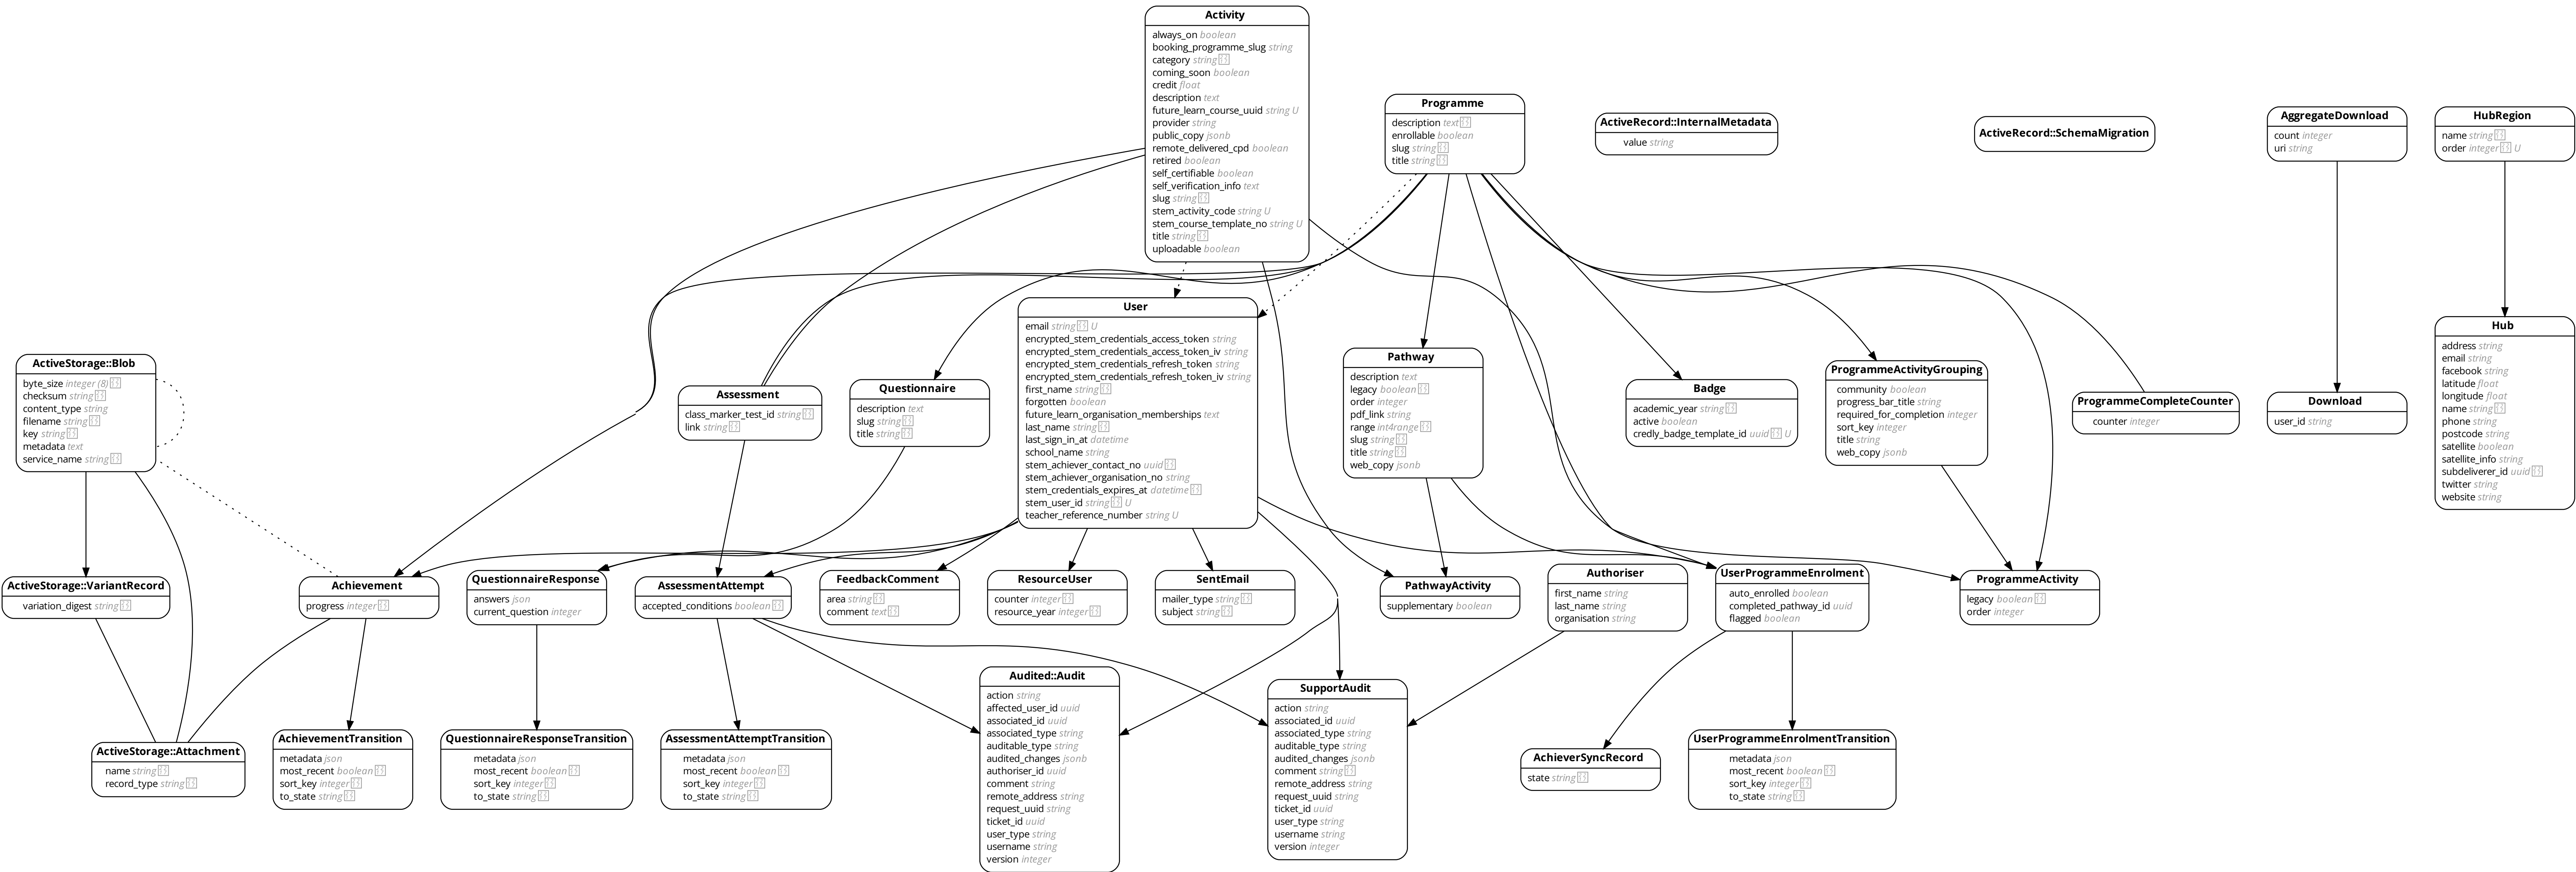 Activity
always_on boolean
booking_programme_slug string
category string
coming_soon boolean
credit float
description text
future_learn_course_uuid string U
provider string
public_copy jsonb
remote_delivered_cpd boolean
retired boolean
self_certifiable boolean
self_verification_info text
slug string
stem_activity_code string U
stem_course_template_no string U
title string
uploadable boolean
Programme
description text
enrollable boolean
slug string
title string
ActiveRecord::InternalMetadata
value string
ActiveRecord::SchemaMigration
AggregateDownload
count integer
uri string
HubRegion
name string
order integer U
User
email string U
encrypted_stem_credentials_access_token string
encrypted_stem_credentials_access_token_iv string
encrypted_stem_credentials_refresh_token string
encrypted_stem_credentials_refresh_token_iv string
first_name string
forgotten boolean
future_learn_organisation_memberships text
last_name string
last_sign_in_at datetime
school_name string
stem_achiever_contact_no uuid
stem_achiever_organisation_no string
stem_credentials_expires_at datetime
stem_user_id string U
teacher_reference_number string U
ActiveStorage::Blob
byte_size integer (8)
checksum string
content_type string
filename string
key string
metadata text
service_name string
Assessment
class_marker_test_id string
link string
Questionnaire
description text
slug string
title string
Pathway
description text
legacy boolean
order integer
pdf_link string
range int4range
slug string
title string
web_copy jsonb
Badge
academic_year string
active boolean
credly_badge_template_id uuid U
ProgrammeActivityGrouping
community boolean
progress_bar_title string
required_for_completion integer
sort_key integer
title string
web_copy jsonb
ProgrammeCompleteCounter
counter integer
Download
user_id string
Hub
address string
email string
facebook string
latitude float
longitude float
name string
phone string
postcode string
satellite boolean
satellite_info string
subdeliverer_id uuid
twitter string
website string
ActiveStorage::VariantRecord
variation_digest string
Achievement
progress integer
QuestionnaireResponse
answers json
current_question integer
AssessmentAttempt
accepted_conditions boolean
FeedbackComment
area string
comment text
ResourceUser
counter integer
resource_year integer
SentEmail
mailer_type string
subject string
PathwayActivity
supplementary boolean
Authoriser
first_name string
last_name string
organisation string
UserProgrammeEnrolment
auto_enrolled boolean
completed_pathway_id uuid
flagged boolean
ProgrammeActivity
legacy boolean
order integer
ActiveStorage::Attachment
name string
record_type string
AchievementTransition
metadata json
most_recent boolean
sort_key integer
to_state string
QuestionnaireResponseTransition
metadata json
most_recent boolean
sort_key integer
to_state string
AssessmentAttemptTransition
metadata json
most_recent boolean
sort_key integer
to_state string
Audited::Audit
action string
affected_user_id uuid
associated_id uuid
associated_type string
auditable_type string
audited_changes jsonb
authoriser_id uuid
comment string
remote_address string
request_uuid string
ticket_id uuid
user_type string
username string
version integer
SupportAudit
action string
associated_id uuid
associated_type string
auditable_type string
audited_changes jsonb
comment string
remote_address string
request_uuid string
ticket_id uuid
user_type string
username string
version integer
AchieverSyncRecord
state string
UserProgrammeEnrolmentTransition
metadata json
most_recent boolean
sort_key integer
to_state string